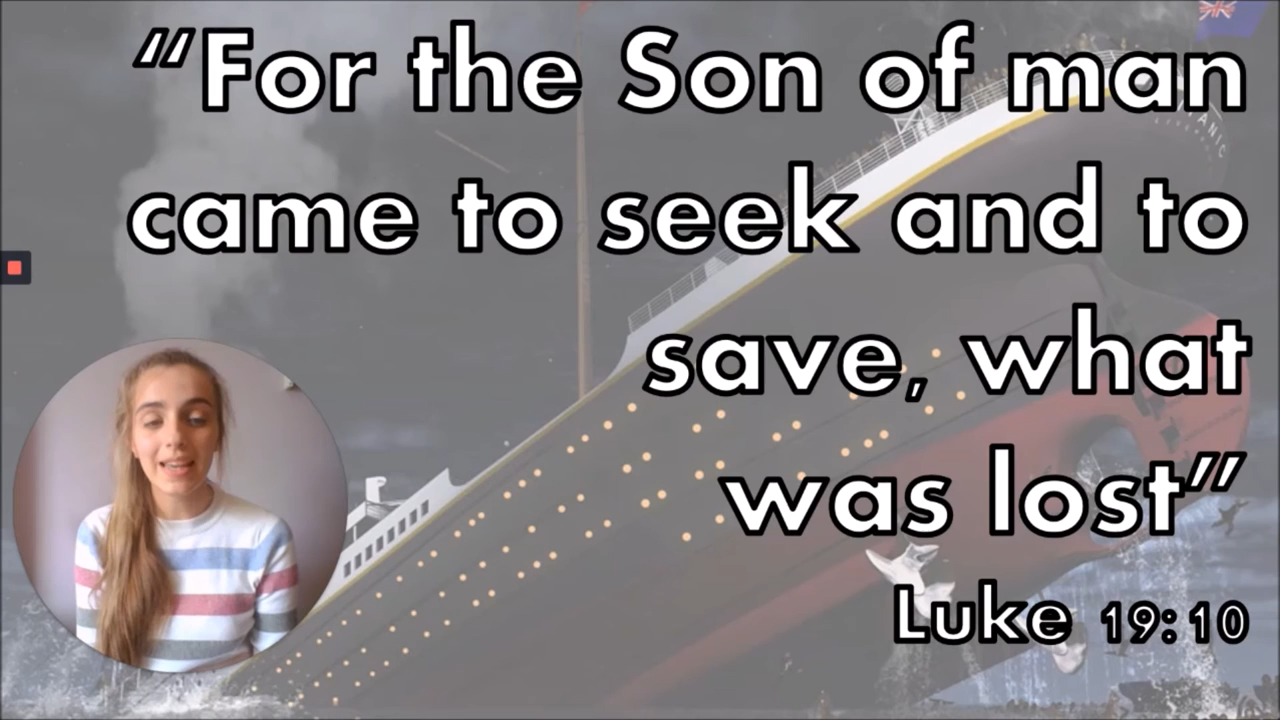 “For the Son of man
came to seek and to
save, what
was lost”
Luke 19:10